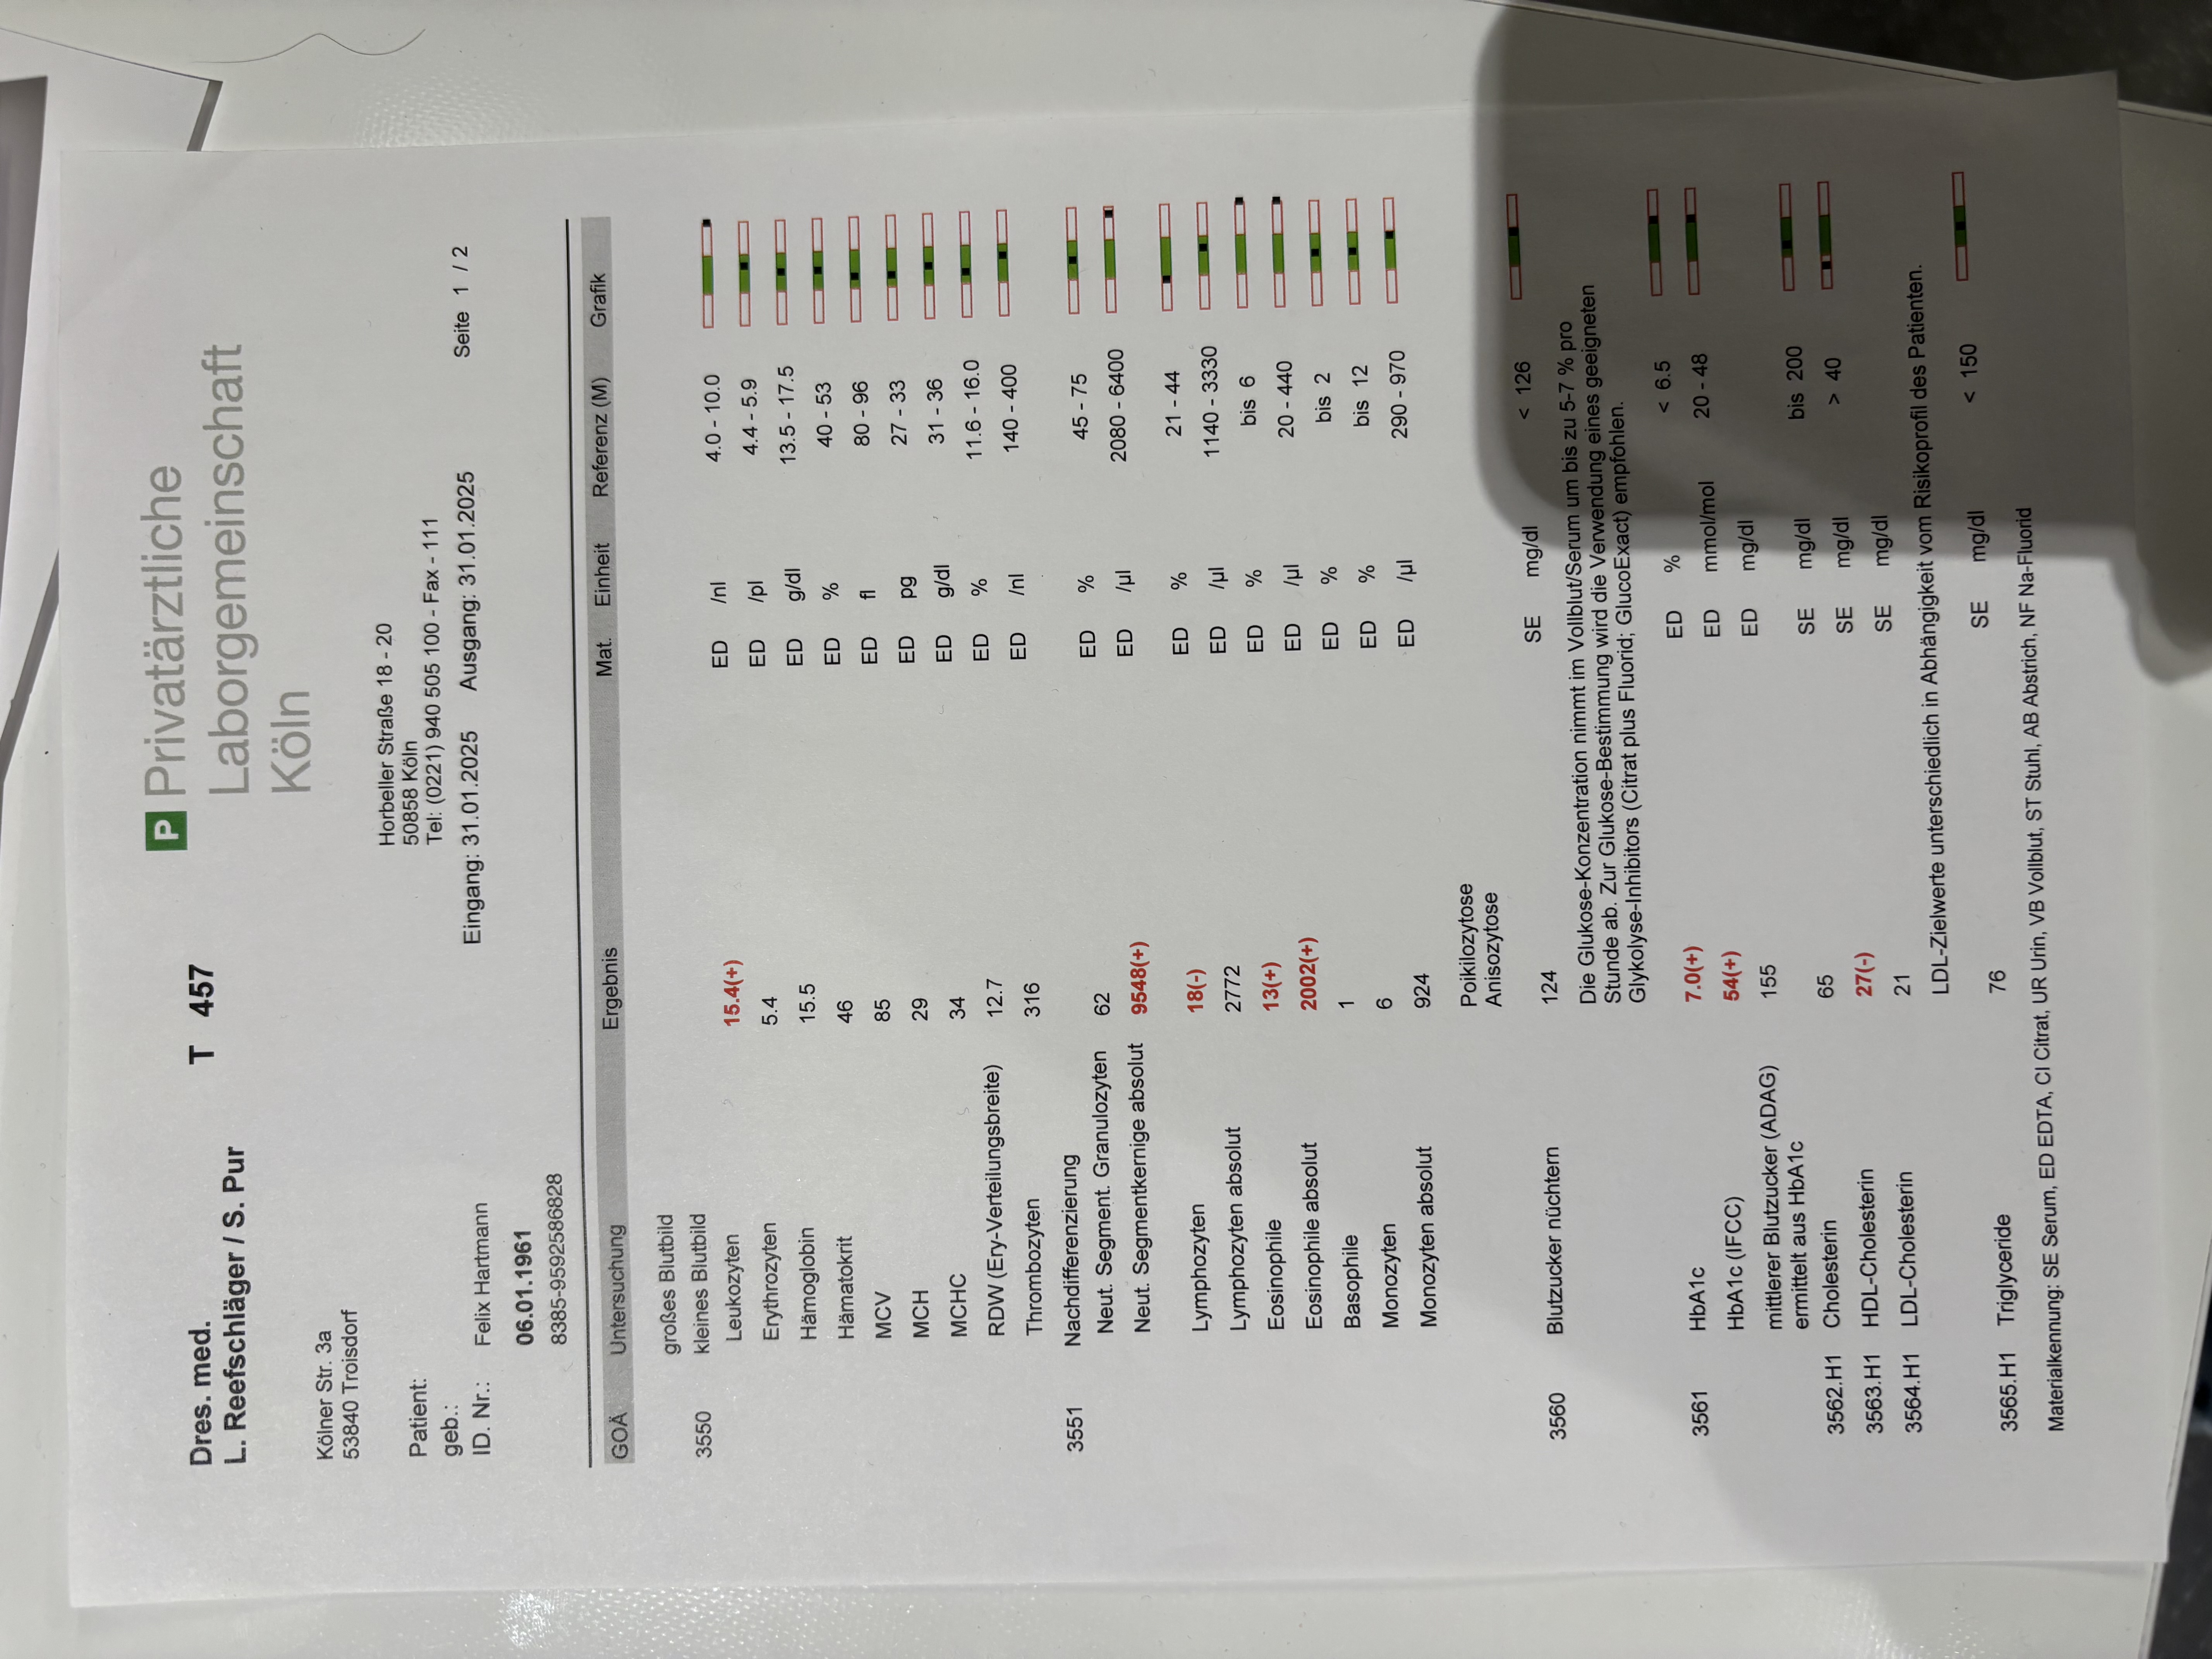 Dres. med.
L. Reefschläger / S. Pur
T 457
P Privatärztliche
Laborgemeinschaft
Köln
Kölner Str. 3a
53840 Troisdorf
Horbeller Straße 18 - 20
50858 Köln
Tel: (0221) 940 505 100 - Fax - 111
Patient:
geb.:
ID. Nr.: Felix Hartmann
06.01.1961
8385-9592586828
Eingang: 31.01.2025 Ausgang: 31.01.2025 Seite 1 / 2
GOÄ Untersuchung Ergebnis Mat. Einheit Referenz (M) Grafik
großes Blutbild
3550 kleines Blutbild
Leukozyten 15.4(+) ED /nl 4.0 - 10.0
Erythrozyten 5.4 ED /pl 4.4 - 5.9
Hämoglobin 15.5 ED g/dl 13.5 - 17.5
Hämatokrit 46 ED % 40 - 53
MCV 85 ED fl 80 - 96
MCH 29 ED pg 27 - 33
MCHC 34 ED g/dl 31 - 36
RDW (Ery-Verteilungsbreite) 12.7 ED % 11.6 - 16.0
Thrombozyten 316 ED /nl 140 - 400
3551 Nachdifferenzierung
Neut. Segment. Granulozyten 62 ED % 45 - 75
Neut. Segmentkernige absolut 9548(+) ED /µl 2080 - 6400
Lymphozyten 18(-) ED % 21 - 44
Lymphozyten absolut 2772 ED /µl 1140 - 3330
Eosinophile 13(+) ED % bis 6
Eosinophile absolut 2002(+) ED /µl 20 - 440
Basophile 1 ED % bis 2
Monozyten 6 ED % bis 12
Monozyten absolut 924 ED /µl 290 - 970
Poikilozytose
Anisozytose
3560 Blutzucker nüchtern 124 SE mg/dl < 126
Die Glukose-Konzentration nimmt im Vollblut/Serum um bis zu 5-7 % pro
Stunde ab. Zur Glukose-Bestimmung wird die Verwendung eines geeigneten
Glykolyse-Inhibitors (Citrat plus Fluorid; GlucoExact) empfohlen.
3561 HbA1c 7.0(+) ED % < 6.5
HbA1c (IFCC) 54(+) ED mmol/mol 20 - 48
mittlerer Blutzucker (ADAG) 155 ED mg/dl
ermittelt aus HbA1c
3562.H1 Cholesterin 65 SE mg/dl bis 200
3563.H1 HDL-Cholesterin 27(-) SE mg/dl > 40
3564.H1 LDL-Cholesterin 21 SE mg/dl
LDL-Zielwerte unterschiedlich in Abhängigkeit vom Risikoprofil des Patienten.
3565.H1 Triglyceride 76 SE mg/dl < 150
Materialkennung: SE Serum, ED EDTA, CI Citrat, UR Urin, VB Vollblut, ST Stuhl, AB Abstrich, NF Na-Fluorid